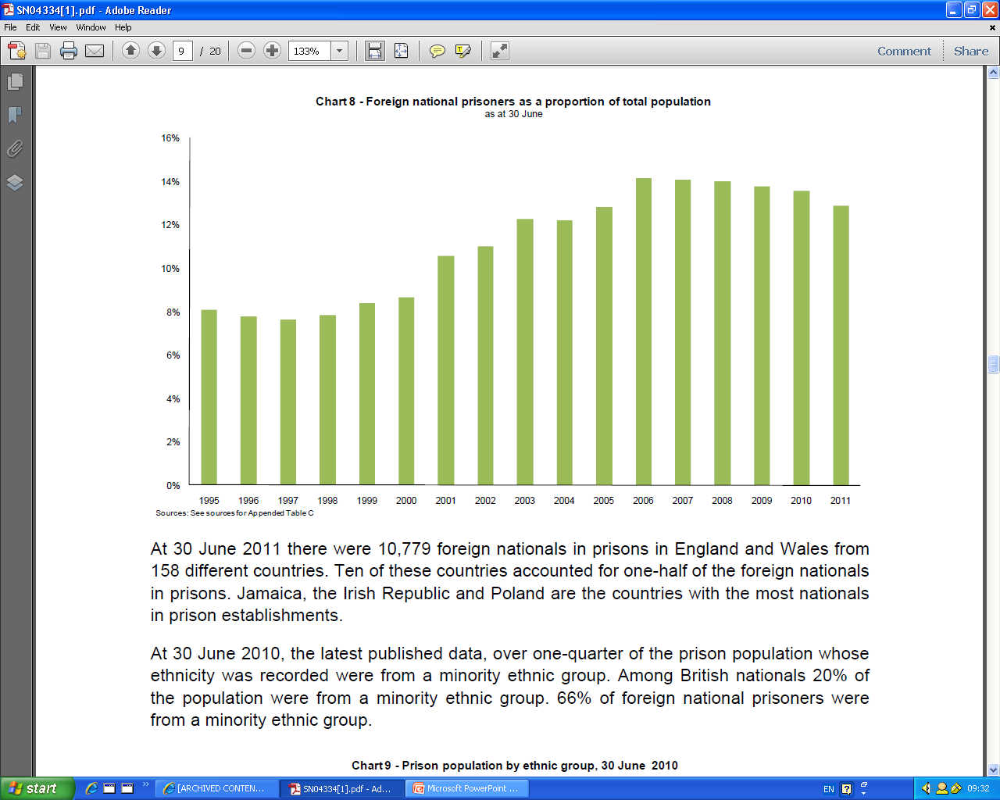 SN04334[1].pdf - Adobe Reader
File Edit View Window Help
9 / 20 133% Comment Share
Chart 8 - Foreign national prisoners as a proportion of total population
as at 30 June
16%
14%
12%
10%
8%
6%
4%
2%
0%
1995 1996 1997 1998 1999 2000 2001 2002 2003 2004 2005 2006 2007 2008 2009 2010 2011
Sources: See sources for Appended Table C
At 30 June 2011 there were 10,779 foreign nationals in prisons in England and Wales from
158 different countries. Ten of these countries accounted for one-half of the foreign nationals
in prisons. Jamaica, the Irish Republic and Poland are the countries with the most nationals
in prison establishments.
At 30 June 2010, the latest published data, over one-quarter of the prison population whose
ethnicity was recorded were from a minority ethnic group. Among British nationals 20% of
the population were from a minority ethnic group. 66% of foreign national prisoners were
from a minority ethnic group.
Chart 9 - Prison population by ethnic group, 30 June 2010
start [ARCHIVED CONTEN... SN04334[1].pdf - Ad... Microsoft PowerPoint ... EN 09:32